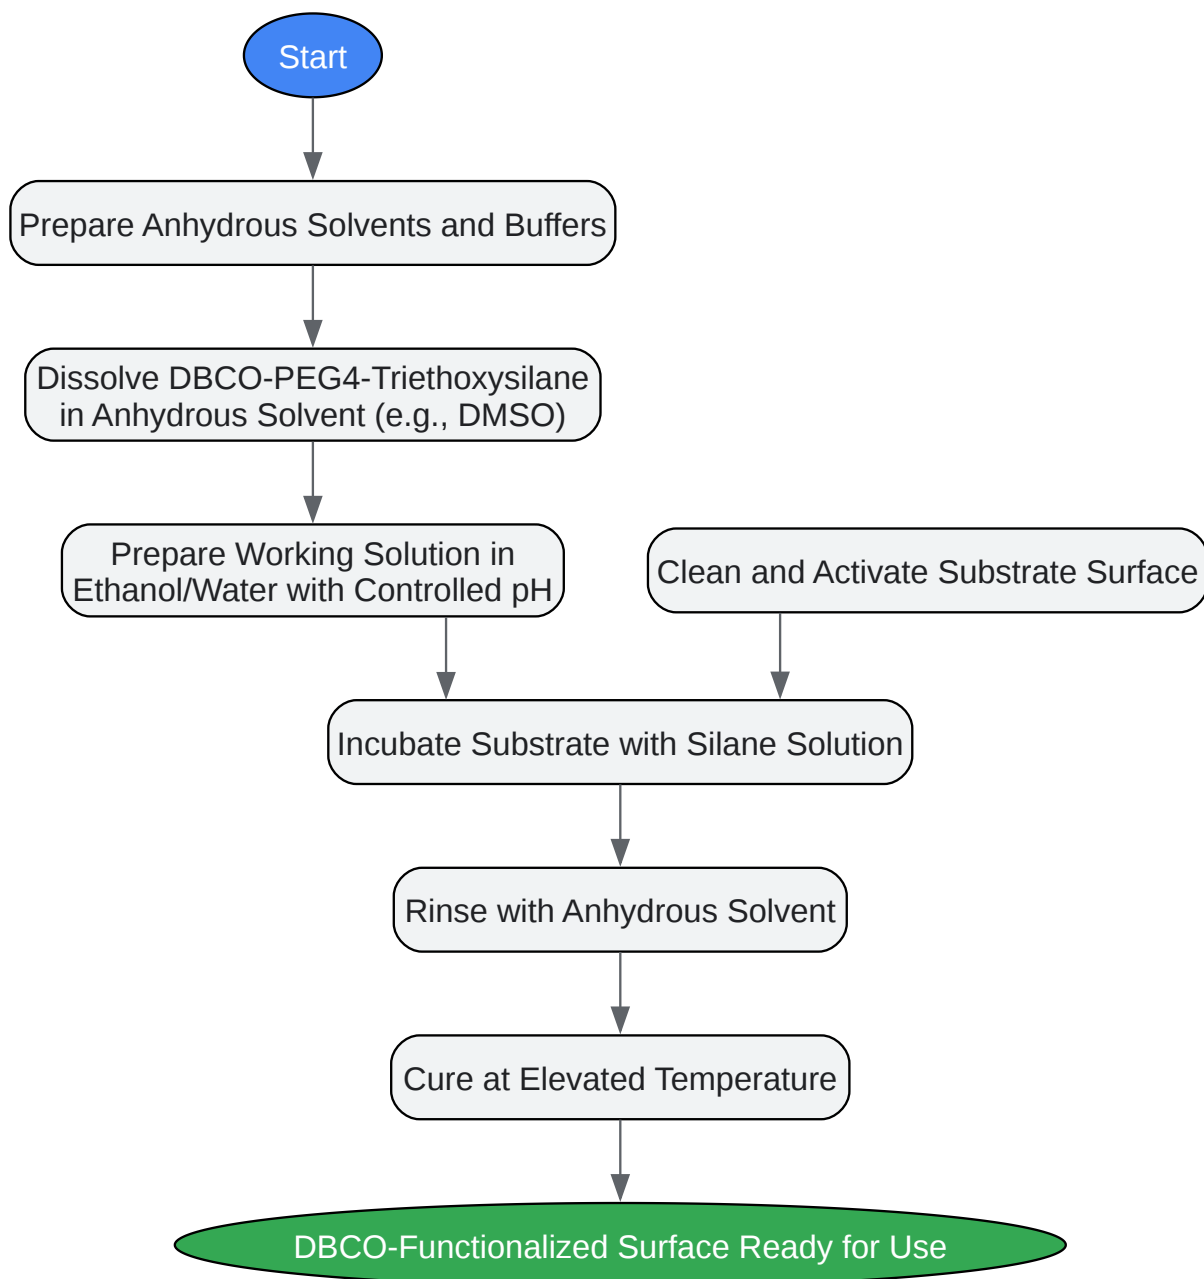 Start
Prepare Anhydrous Solvents and Buffers
Dissolve DBCO-PEG4-Triethoxysilane
in Anhydrous Solvent (e.g., DMSO)
Prepare Working Solution in
Ethanol/Water with Controlled pH
Clean and Activate Substrate Surface
Incubate Substrate with Silane Solution
Rinse with Anhydrous Solvent
Cure at Elevated Temperature
DBCO-Functionalized Surface Ready for Use